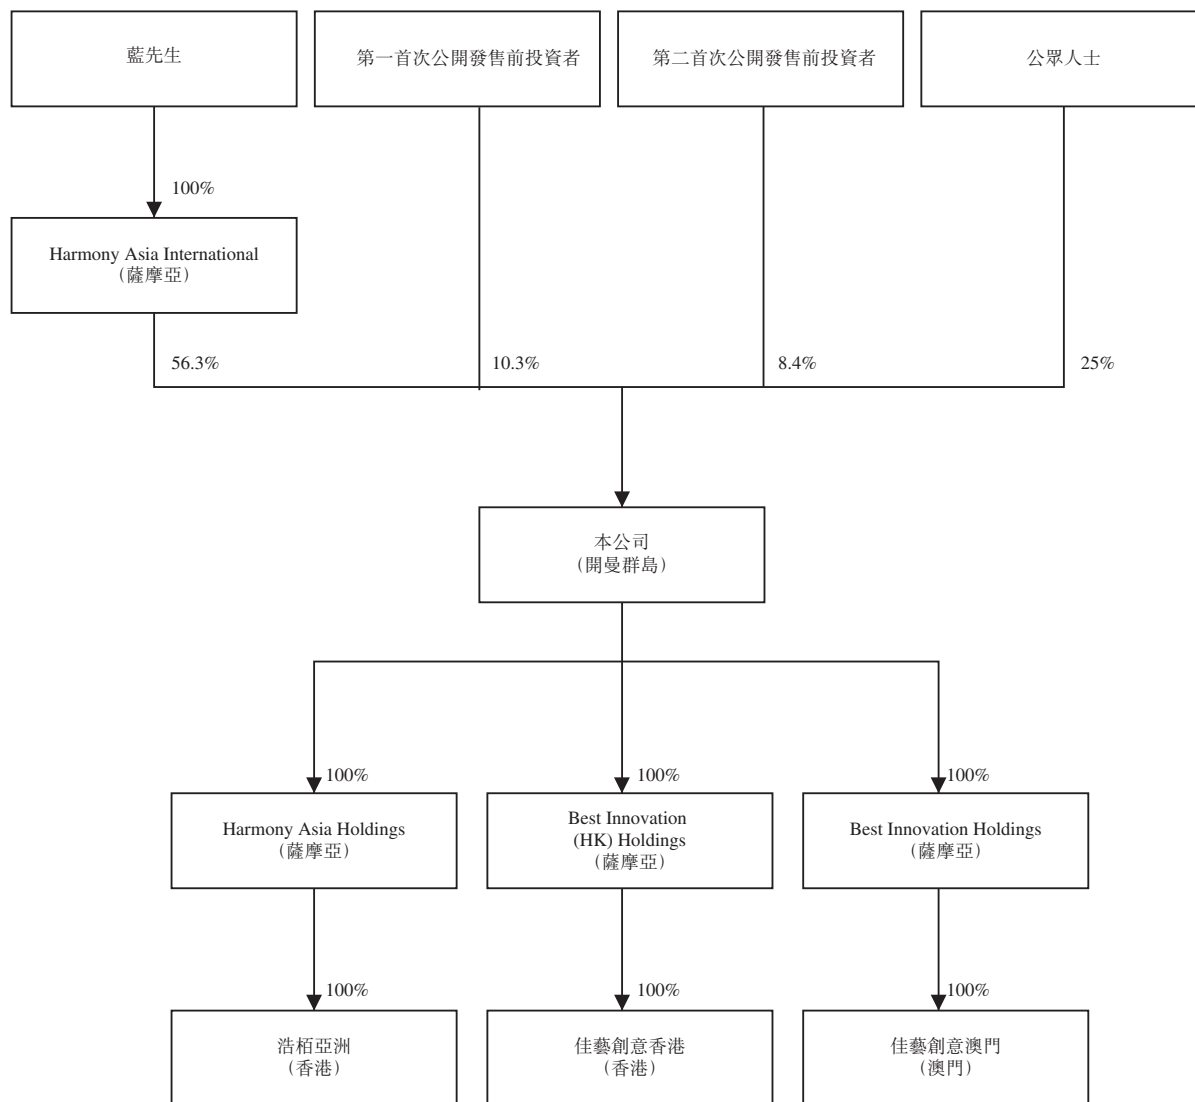 藍先生
第一首次公開發售前投資者
第二首次公開發售前投資者
公眾人士
100%
Harmony Asia International
（薩摩亞）
56.3%
10.3%
8.4%
25%
本公司
（開曼群島）
100%
100%
100%
Harmony Asia Holdings
（薩摩亞）
Best Innovation
(HK) Holdings
（薩摩亞）
Best Innovation Holdings
（薩摩亞）
100%
100%
100%
浩栢亞洲
（香港）
佳藝創意香港
（香港）
佳藝創意澳門
（澳門）